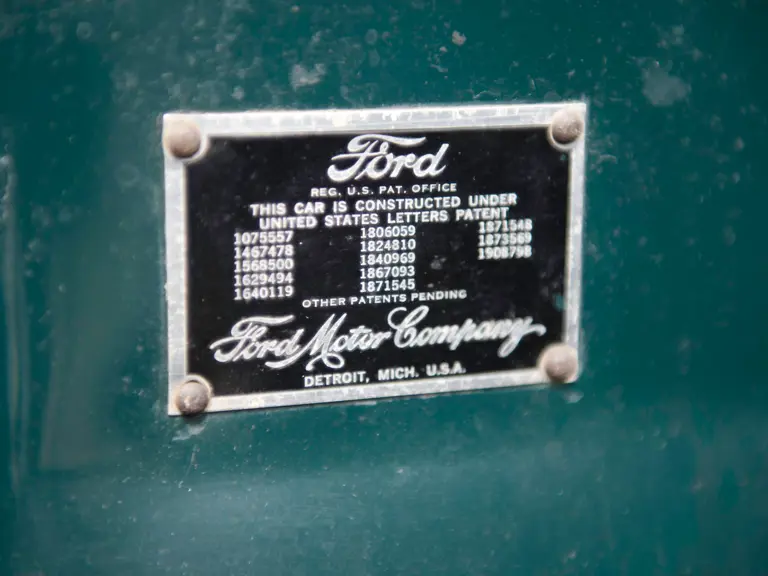 Ford
REG. U.S. PAT. OFFICE
THIS CAR IS CONSTRUCTED UNDER
UNITED STATES LETTERS PATENT
1075557 1806059 1871548
1467478 1824810 1873569
1568500 1840969 1908798
1629494 1867093
1640119 1871545
OTHER PATENTS PENDING
Ford Motor Company
DETROIT, MICH. U.S.A.